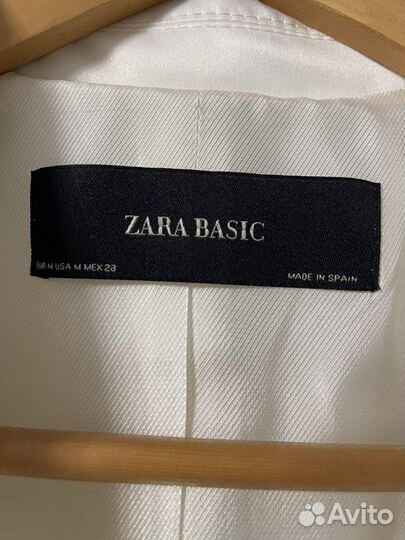 ZARA BASIC
EUR M USA M MEX 28
MADE IN SPAIN
Avito